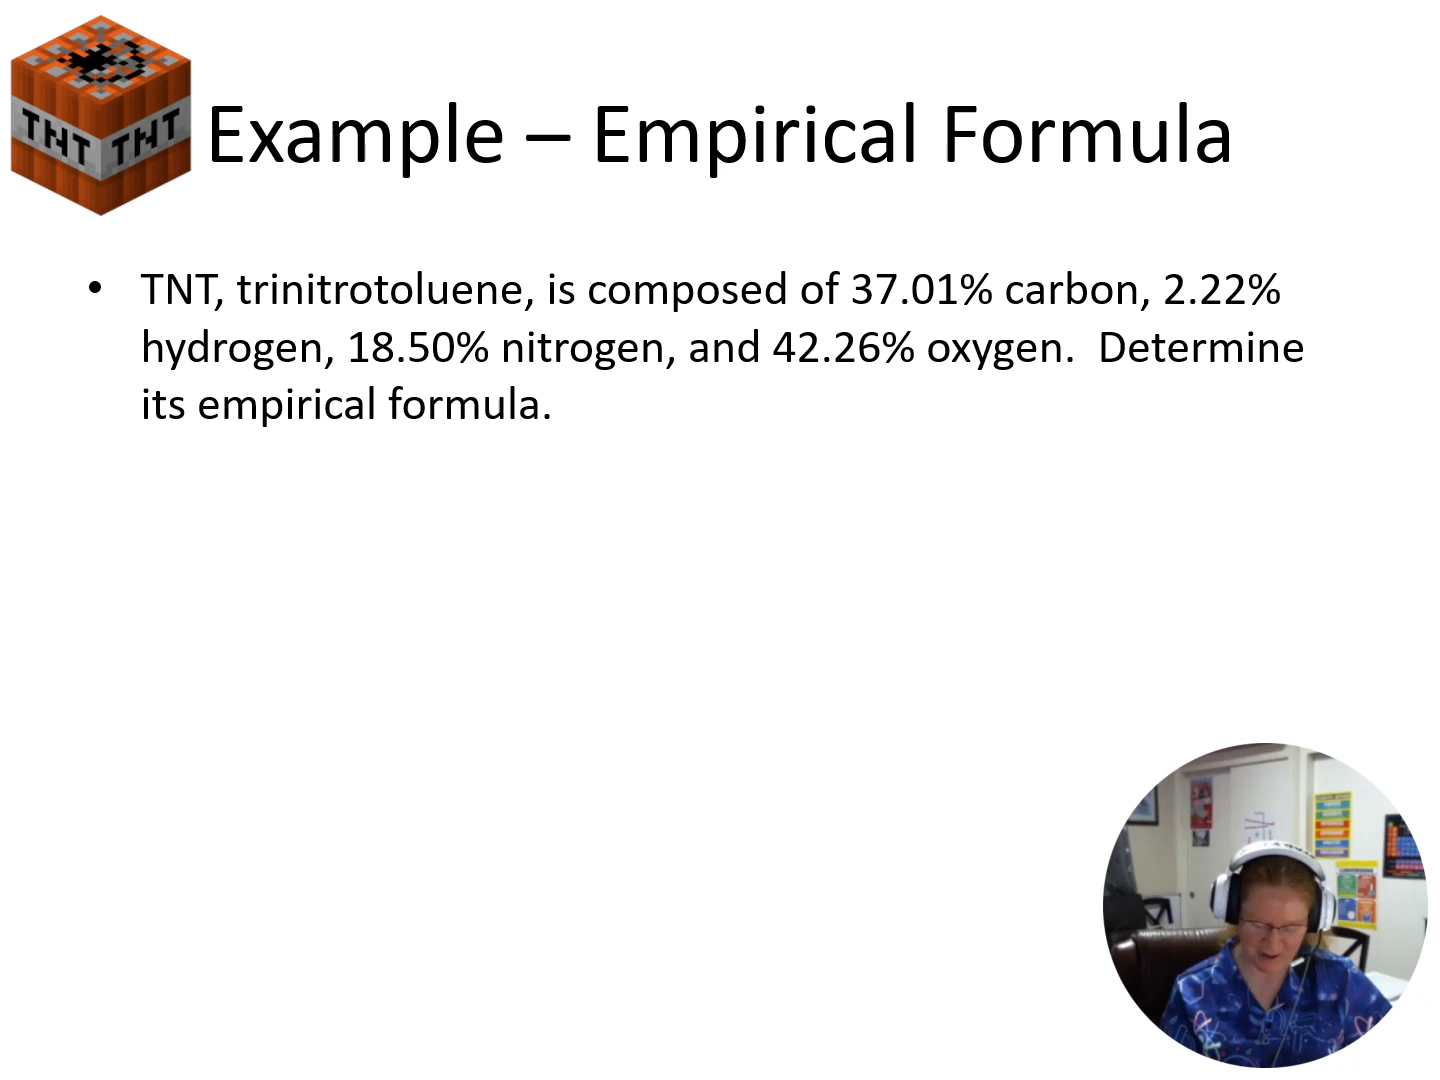 TNT TNT
Example – Empirical Formula
• TNT, trinitrotoluene, is composed of 37.01% carbon, 2.22%
hydrogen, 18.50% nitrogen, and 42.26% oxygen.  Determine
its empirical formula.